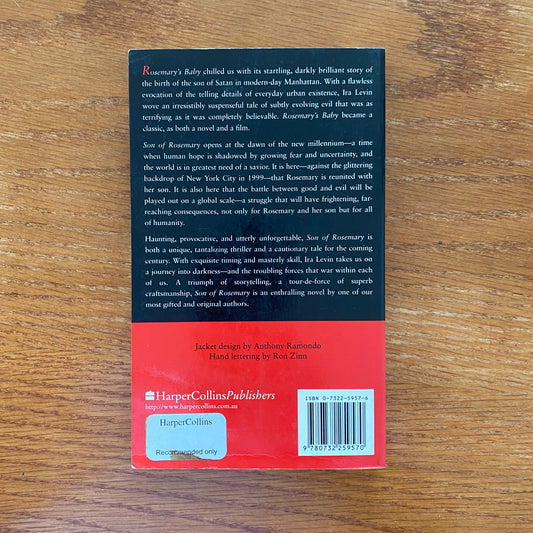 Rosemary's Baby chilled us with its startling, darkly brilliant story of
the birth of the son of Satan in modern-day Manhattan. With a flawless
evocation of the telling details of everyday urban existence, Ira Levin
wove an irresistibly suspenseful tale of subtly evolving evil that was as
terrifying as it was completely believable. Rosemary's Baby became a
classic, as both a novel and a film.
Son of Rosemary opens at the dawn of the new millennium—a time
when human hope is shadowed by growing fear and uncertainty, and
the world is in greatest need of a savior. It is here—against the glittering
backdrop of New York City in 1999—that Rosemary is reunited with
her son. It is also here that the battle between good and evil will be
played out on a global scale—a struggle that will have frightening, far-
reaching consequences, not only for Rosemary and her son but for all
of humanity.
Haunting, provocative, and utterly unforgettable, Son of Rosemary is
both a unique, tantalizing thriller and a cautionary tale for the coming
century. With exquisite timing and masterly skill, Ira Levin takes us on
a journey into darkness—and the troubling forces that war within each
of us. A triumph of storytelling, a tour-de-force of superb
craftsmanship, Son of Rosemary is an enthralling novel by one of our
most gifted and original authors.
Jacket design by Anthony Ramondo
Hand lettering by Ron Zinn
HarperCollinsPublishers
http://www.harpercollins.com.au
HarperCollins
Recommended only
ISBN 0-7322-5957-6
9 780732 259570